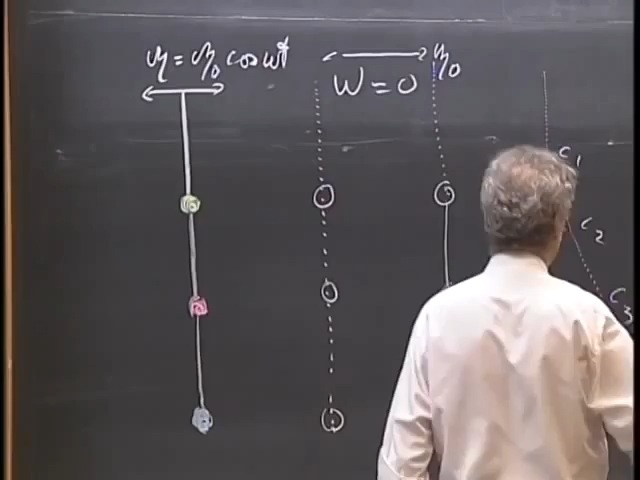 η = η₀ cos ωt
η₀
ω = 0
C₁
C₂
C₃